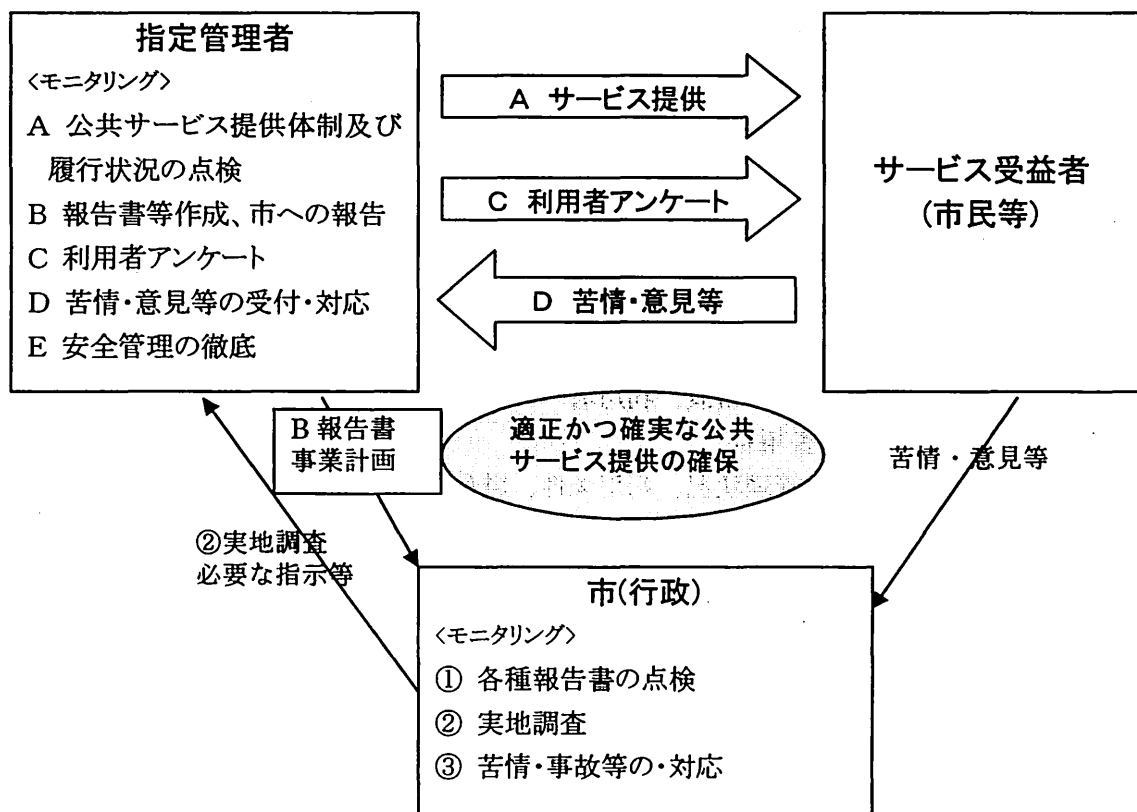 指定管理者
<モニタリング>
A 公共サービス提供体制及び
履行状況の点検
B 報告書等作成、市への報告
C 利用者アンケート
D 苦情・意見等の受付・対応
E 安全管理の徹底
A サービス提供
C 利用者アンケート
D 苦情・意見等
サービス受益者
(市民等)
B 報告書
事業計画
適正かつ確実な公共
サービス提供の確保
苦情・意見等
②実地調査
必要な指示等
市(行政)
<モニタリング>
① 各種報告書の点検
② 実地調査
③ 苦情・事故等の・対応